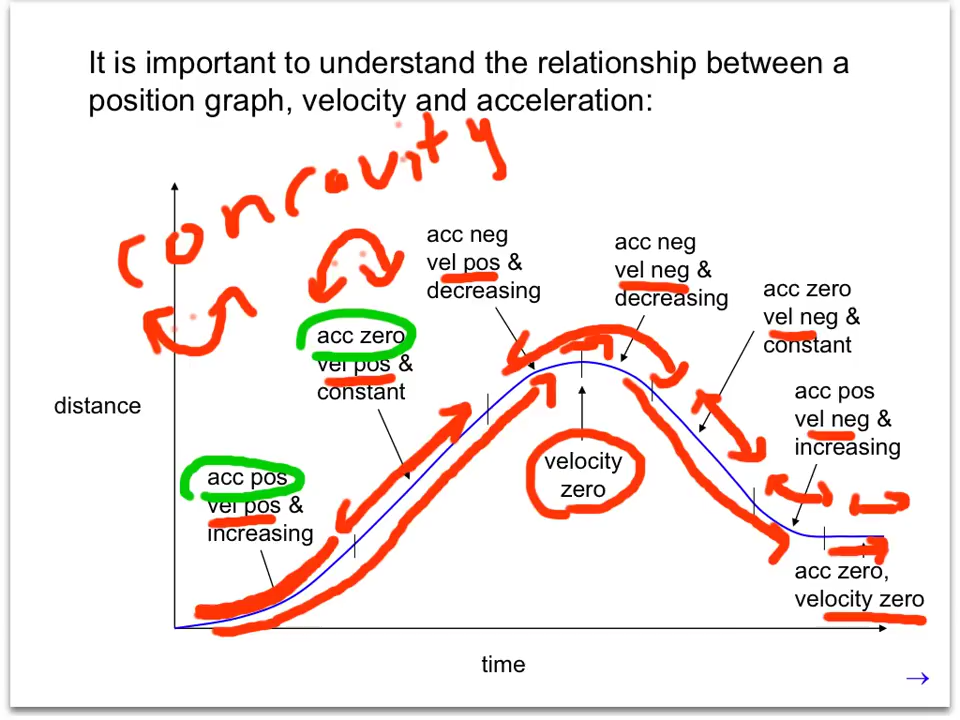 It is important to understand the relationship between a
position graph, velocity and acceleration:
concavity
acc neg
vel pos &
decreasing
acc neg
vel neg &
decreasing
acc zero
vel neg &
constant
acc zero
vel pos &
constant
distance
acc pos
vel neg &
increasing
velocity
zero
acc pos
vel pos &
increasing
acc zero,
velocity zero
time
→